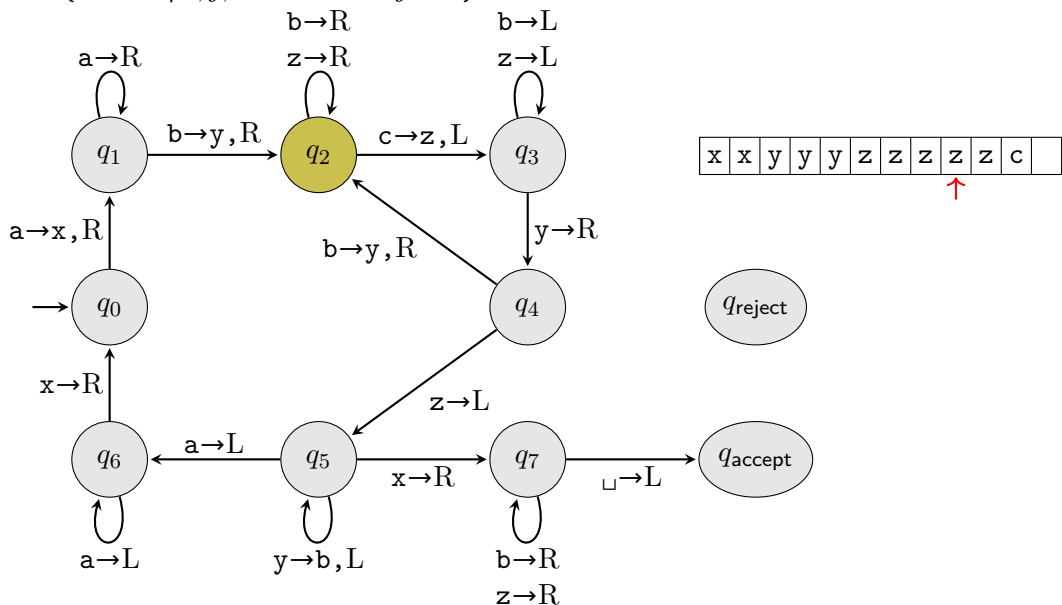 b→R b→L
a→R z→R z→L
q1 b→y,R q2 c→z,L q3 x x y y y z z z z z c
a→x,R b→y,R y→R
q0 q4 qreject
x→R z→L
q6 a→L q5 x→R q7 ␣→L qaccept
a→L y→b,L b→R
z→R